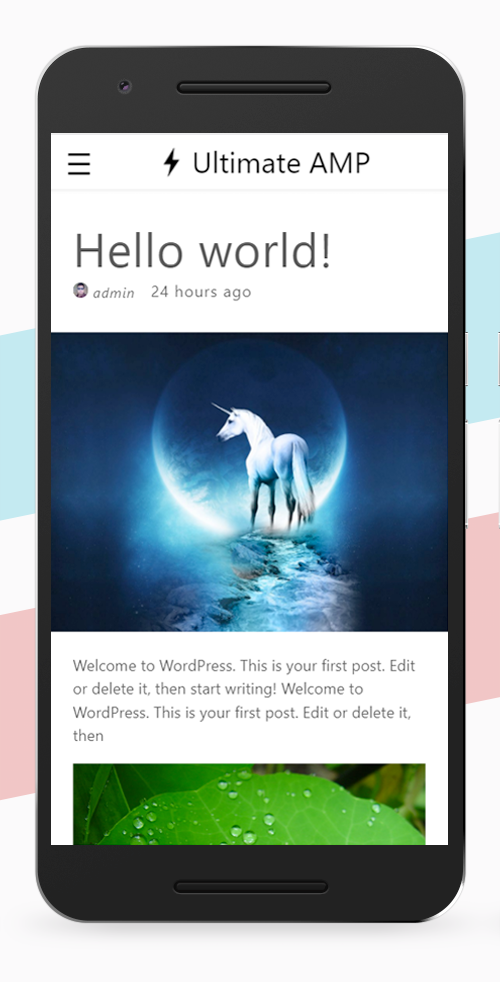 Ultimate AMP
Hello world!
admin 24 hours ago
Welcome to WordPress. This is your first post. Edit
or delete it, then start writing! Welcome to
WordPress. This is your first post. Edit or delete it,
then